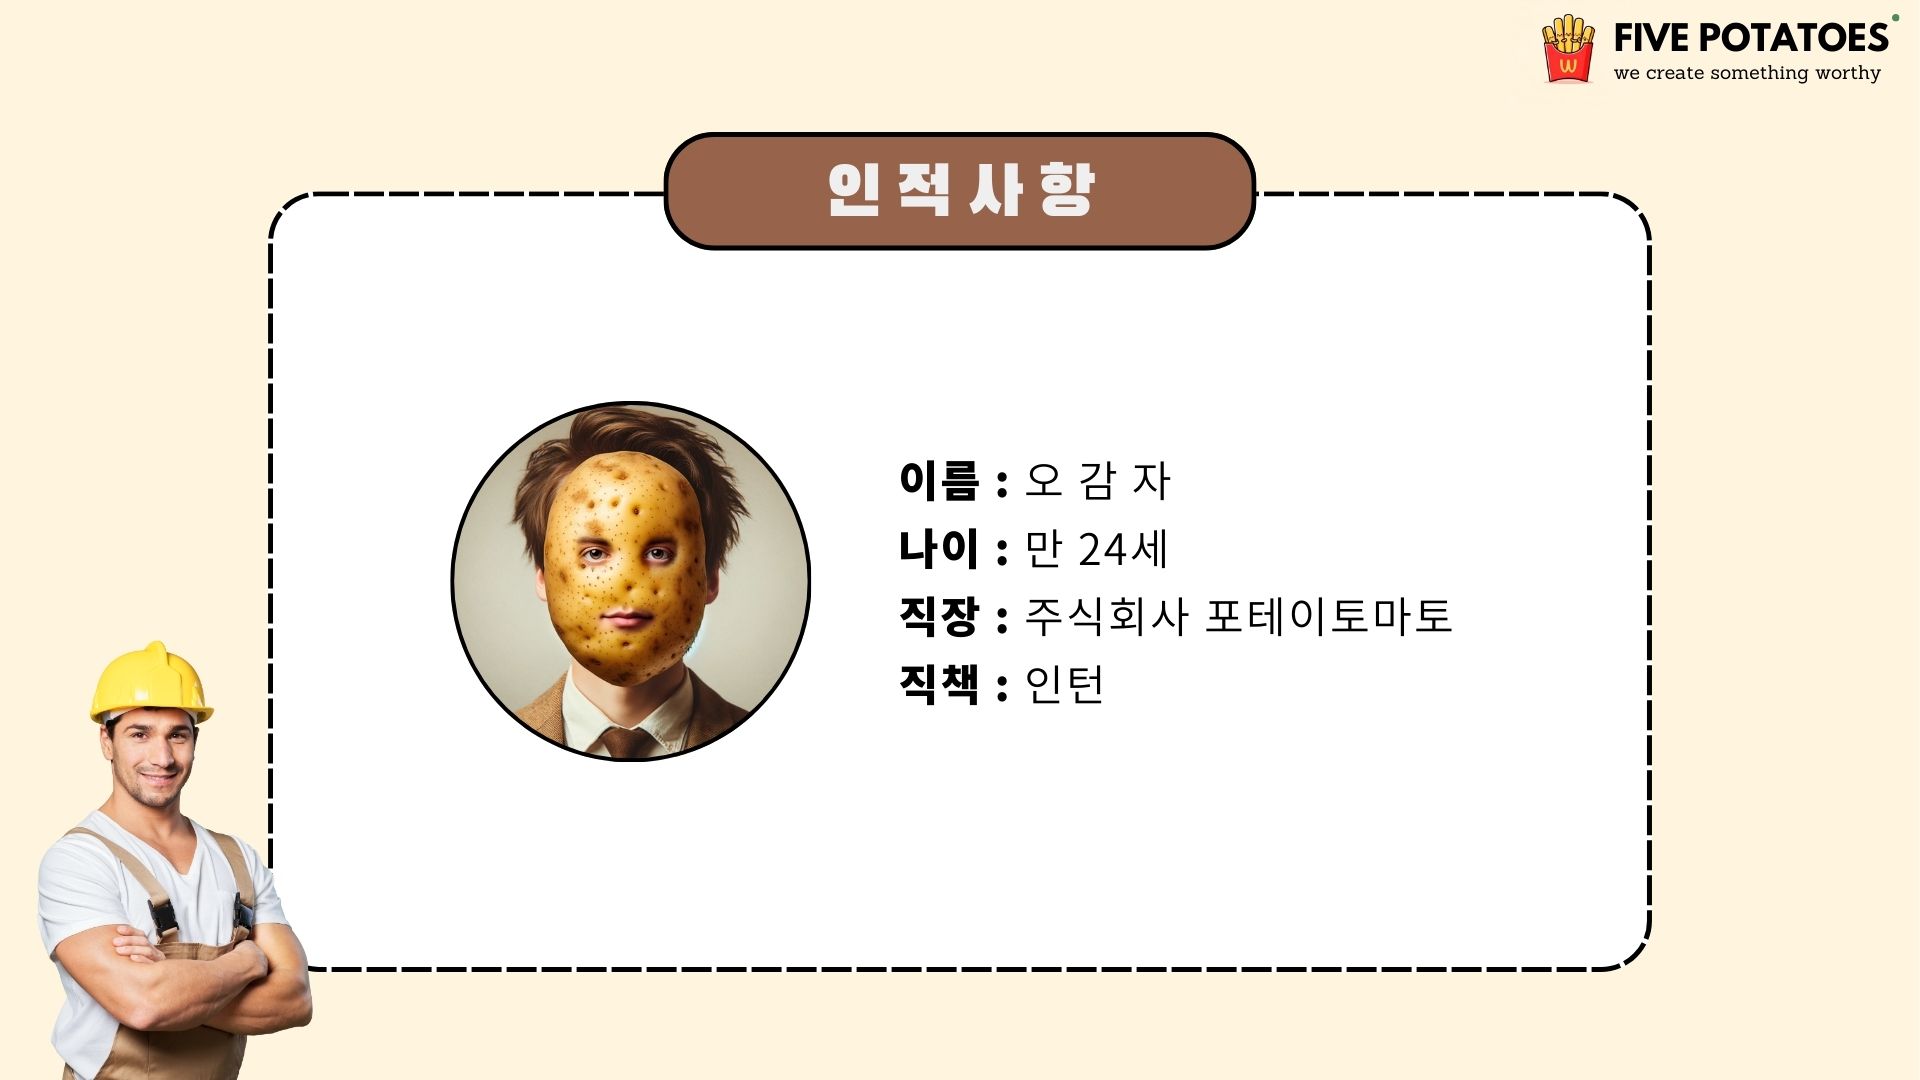 FIVE POTATOES
we create something worthy
인적사항
이름 : 오 감 자
나이 : 만 24세
직장 : 주식회사 포테이토마토
직책 : 인턴